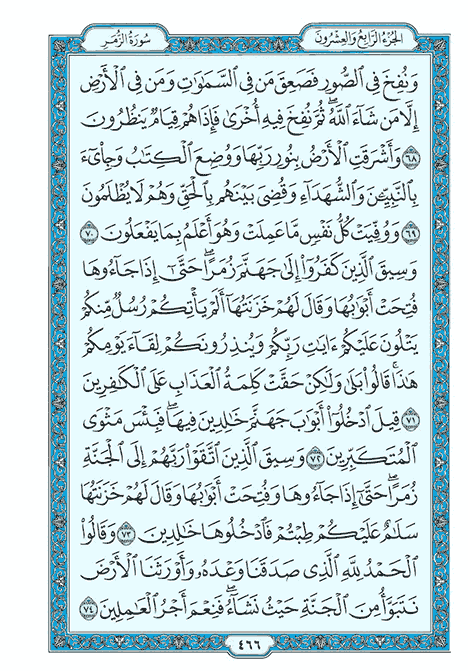 الجزء الرابع والعشرون
سورة الزمر
وَنُفِخَ فِي ٱلصُّورِ فَصَعِقَ مَن فِي ٱلسَّمَٰوَٰتِ وَمَن فِي ٱلْأَرْضِ
إِلَّا مَن شَآءَ ٱللَّهُ ۖ ثُمَّ نُفِخَ فِيهِ أُخْرَىٰ فَإِذَا هُمْ قِيَامٌ يَنظُرُونَ
٦٨ وَأَشْرَقَتِ ٱلْأَرْضُ بِنُورِ رَبِّهَا وَوُضِعَ ٱلْكِتَٰبُ وَجِا۟ىٓءَ
بِٱلنَّبِيِّۦنَ وَٱلشُّهَدَآءِ وَقُضِيَ بَيْنَهُم بِٱلْحَقِّ وَهُمْ لَا يُظْلَمُونَ
٦٩ وَوُفِّيَتْ كُلُّ نَفْسٍ مَّا عَمِلَتْ وَهُوَ أَعْلَمُ بِمَا يَفْعَلُونَ ٧٠
وَسِيقَ ٱلَّذِينَ كَفَرُوٓا۟ إِلَىٰ جَهَنَّمَ زُمَرًا ۖ حَتَّىٰٓ إِذَا جَآءُوهَا
فُتِحَتْ أَبْوَٰبُهَا وَقَالَ لَهُمْ خَزَنَتُهَآ أَلَمْ يَأْتِكُمْ رُسُلٌ مِّنكُمْ
يَتْلُونَ عَلَيْكُمْ ءَايَٰتِ رَبِّكُمْ وَيُنذِرُونَكُمْ لِقَآءَ يَوْمِكُمْ
هَٰذَا ۚ قَالُوا۟ بَلَىٰ وَلَٰكِنْ حَقَّتْ كَلِمَةُ ٱلْعَذَابِ عَلَى ٱلْكَٰفِرِينَ
٧١ قِيلَ ٱدْخُلُوٓا۟ أَبْوَٰبَ جَهَنَّمَ خَٰلِدِينَ فِيهَا ۖ فَبِئْسَ مَثْوَى
ٱلْمُتَكَبِّرِينَ ٧٢ وَسِيقَ ٱلَّذِينَ ٱتَّقَوْا۟ رَبَّهُمْ إِلَى ٱلْجَنَّةِ
زُمَرًا ۖ حَتَّىٰٓ إِذَا جَآءُوهَا وَفُتِحَتْ أَبْوَٰبُهَا وَقَالَ لَهُمْ خَزَنَتُهَا
سَلَٰمٌ عَلَيْكُمْ طِبْتُمْ فَٱدْخُلُوهَا خَٰلِدِينَ ٧٣ وَقَالُوا۟
ٱلْحَمْدُ لِلَّهِ ٱلَّذِي صَدَقَنَا وَعْدَهُۥ وَأَوْرَثَنَا ٱلْأَرْضَ
نَتَبَوَّأُ مِنَ ٱلْجَنَّةِ حَيْثُ نَشَآءُ ۖ فَنِعْمَ أَجْرُ ٱلْعَٰمِلِينَ ٧٤
٤٦٦